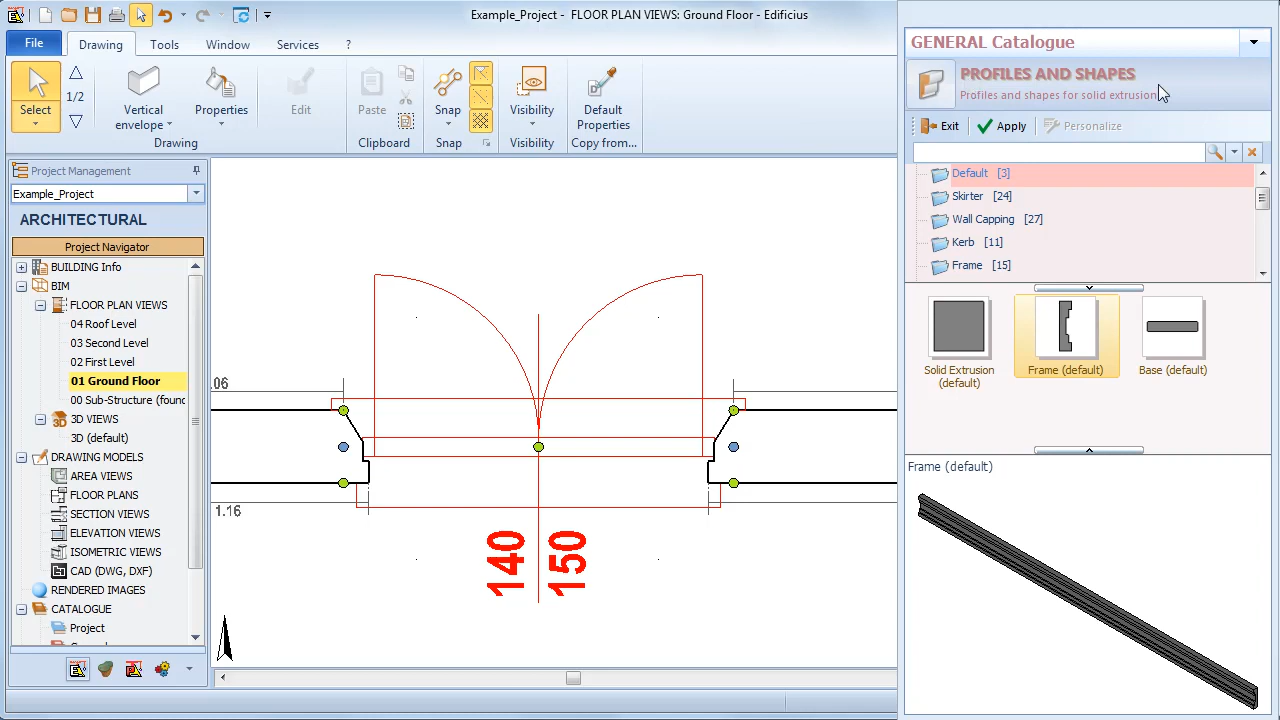 Example_Project - FLOOR PLAN VIEWS: Ground Floor - Edificius
File
Drawing
Tools
Window
Services
?
Select
1/2
Vertical
envelope
Properties
Edit
Paste
Snap
Visibility
Default
Properties
Drawing
Clipboard
Snap
Visibility
Copy from...
Project Management
Example_Project
ARCHITECTURAL
Project Navigator
BUILDING Info
BIM
FLOOR PLAN VIEWS
04 Roof Level
03 Second Level
02 First Level
01 Ground Floor
00 Sub-Structure (found
3D VIEWS
3D (default)
DRAWING MODELS
AREA VIEWS
FLOOR PLANS
SECTION VIEWS
ELEVATION VIEWS
ISOMETRIC VIEWS
CAD (DWG, DXF)
RENDERED IMAGES
CATALOGUE
Project
.06
1.16
140
150
GENERAL Catalogue
PROFILES AND SHAPES
Profiles and shapes for solid extrusion
Exit
Apply
Personalize
Default [3]
Skirter [24]
Wall Capping [27]
Kerb [11]
Frame [15]
Solid Extrusion
(default)
Frame (default)
Base (default)
Frame (default)